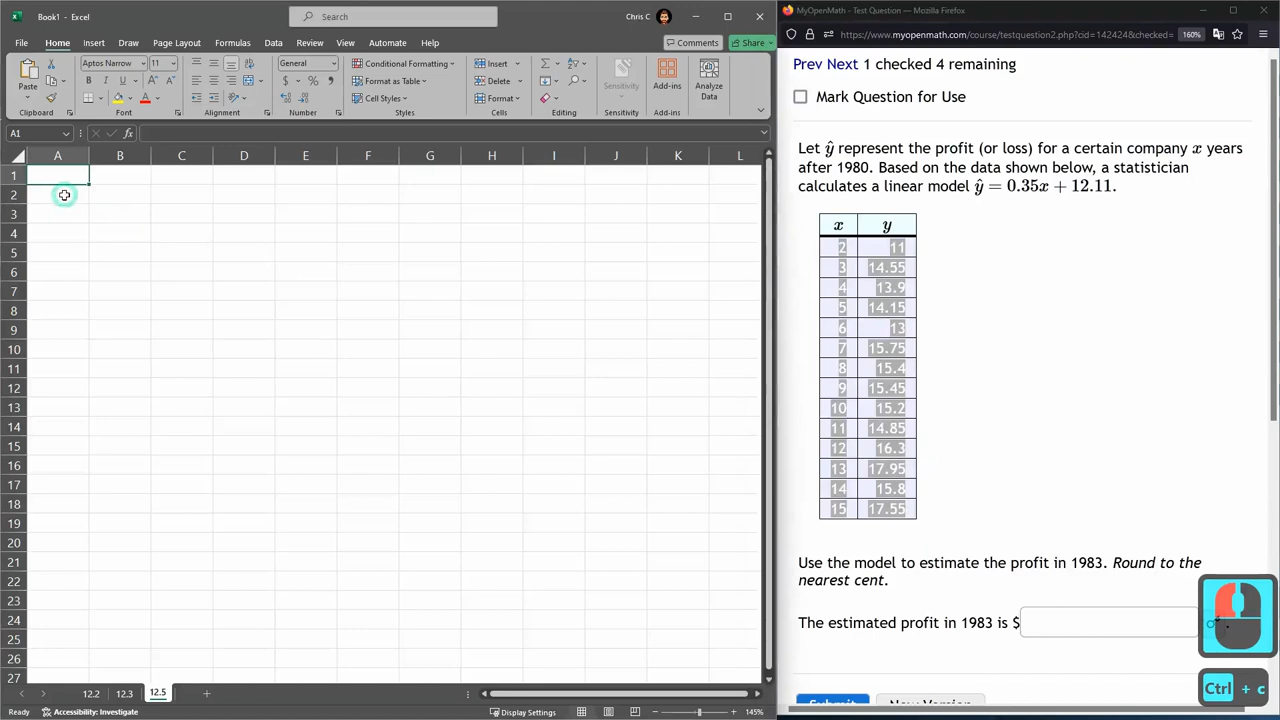 Book1 - Excel
Search
Chris C
File Home Insert Draw Page Layout Formulas Data Review View Automate Help
Comments Share
Paste
Clipboard
Aptos Narrow 11
B I U
Font
Alignment
General
$ % 9
Number
Conditional Formatting
Format as Table
Cell Styles
Styles
Insert
Delete
Format
Cells
Editing
Sensitivity
Sensitivity
Add-ins
Add-ins
Analyze
Data
A1
fx
A B C D E F G H I J K L
1
2
3
4
5
6
7
8
9
10
11
12
13
14
15
16
17
18
19
20
21
22
23
24
25
26
27
12.2 12.3 12.5
Ready
Accessibility: Beh
Display Settings
145%
MyOpenMath - Test Question — Mozilla Firefox
https://www.myopenmath.com/course/testquestion2.php?cid=142424&checked=
160%
Prev Next 1 checked 4 remaining
Mark Question for Use
Let ŷ represent the profit (or loss) for a certain company x years
after 1980. Based on the data shown below, a statistician
calculates a linear model ŷ = 0.35x + 12.11.
x y
2 11
3 14.55
4 13.9
5 14.15
6 13
7 15.75
8 15.4
9 15.45
10 15.2
11 14.85
12 16.3
13 17.95
14 15.8
15 17.55
Use the model to estimate the profit in 1983. Round to the
nearest cent.
The estimated profit in 1983 is $
Ctrl + c